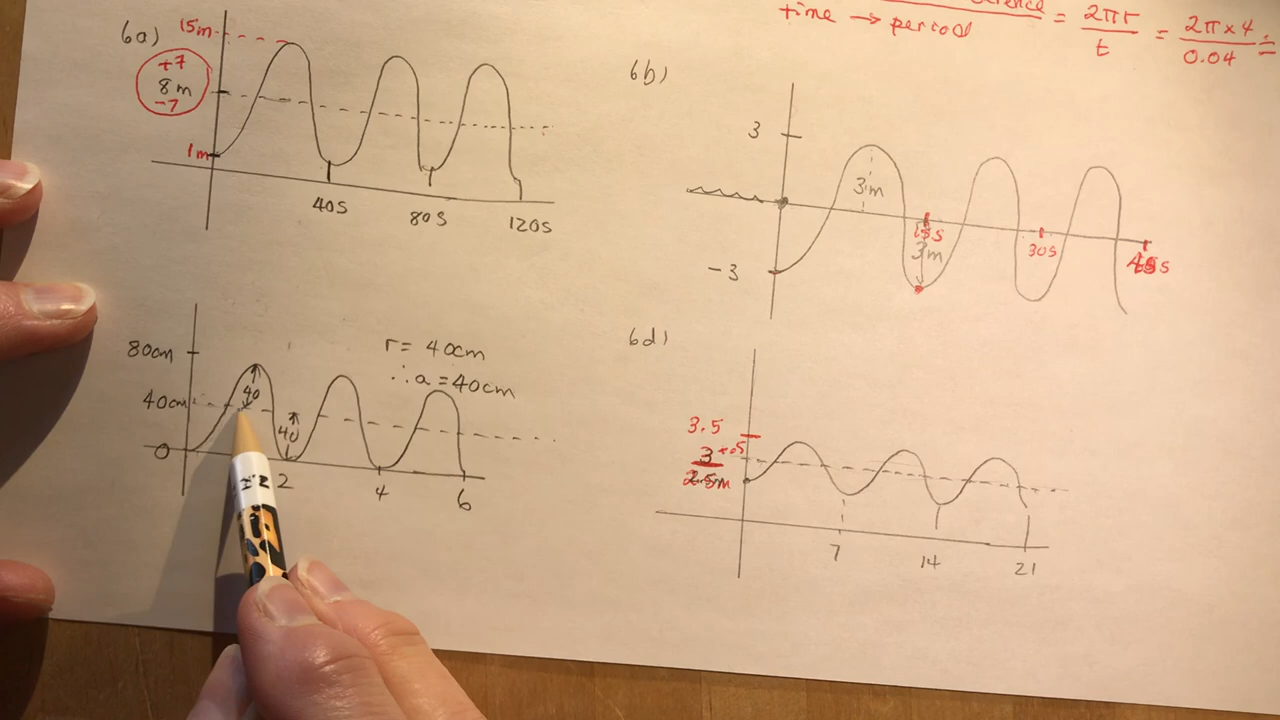 time → period = 2πr/t = 2π×4/0.04 ≐
6a)
15m
+7
8m
-7
1m
40s 80s 120s
6b)
3
3m
15s
3m
30s
-3
80cm
r = 40cm
∴ a = 40cm
40cm
40
40
0
2 4 6
6d)
3.5
3 +0.5
2.5m
7 14 21